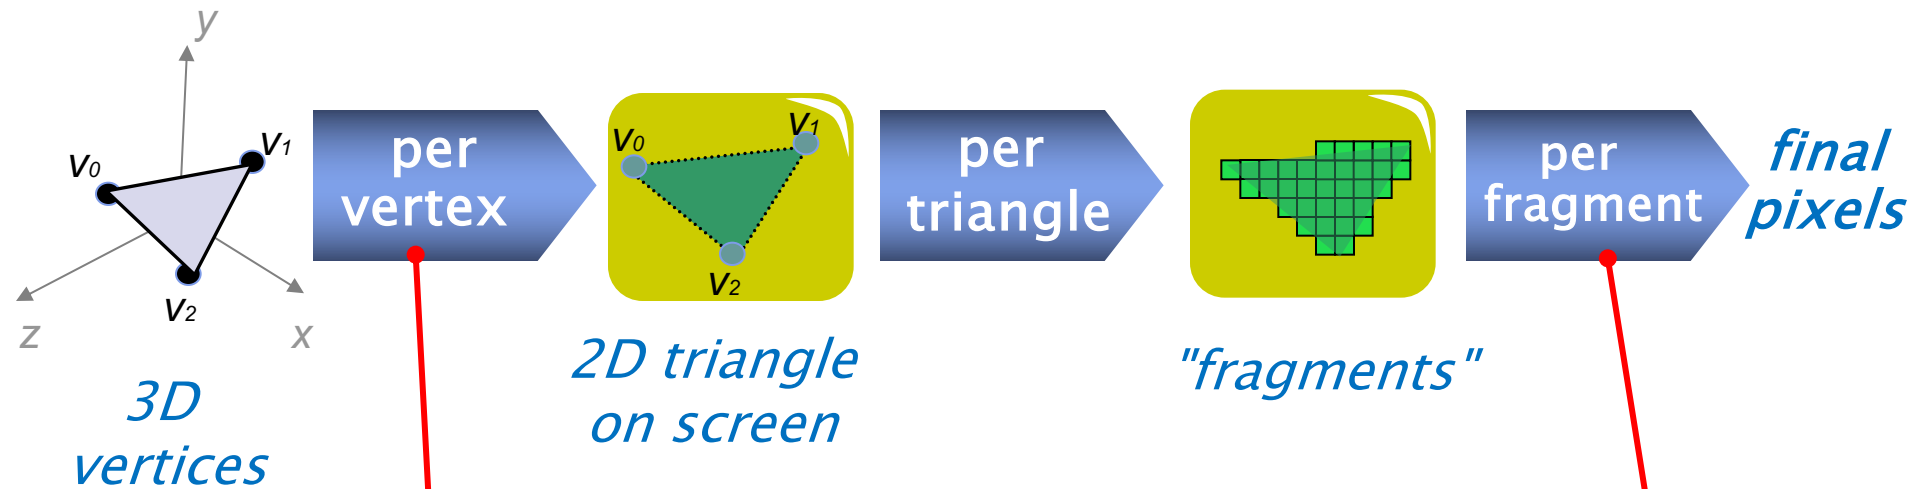 y
v0
v1
v2
z
x
3D
vertices
per
vertex
v0
v1
v2
2D triangle
on screen
per
triangle
"fragments"
per
fragment
final
pixels